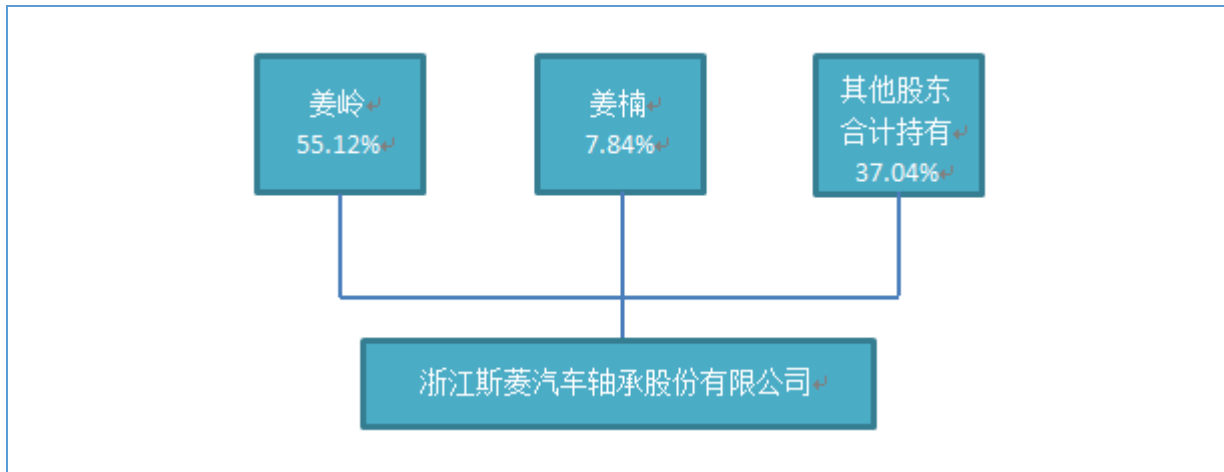 姜岭
55.12%
姜楠
7.84%
其他股东
合计持有
37.04%
浙江斯菱汽车轴承股份有限公司